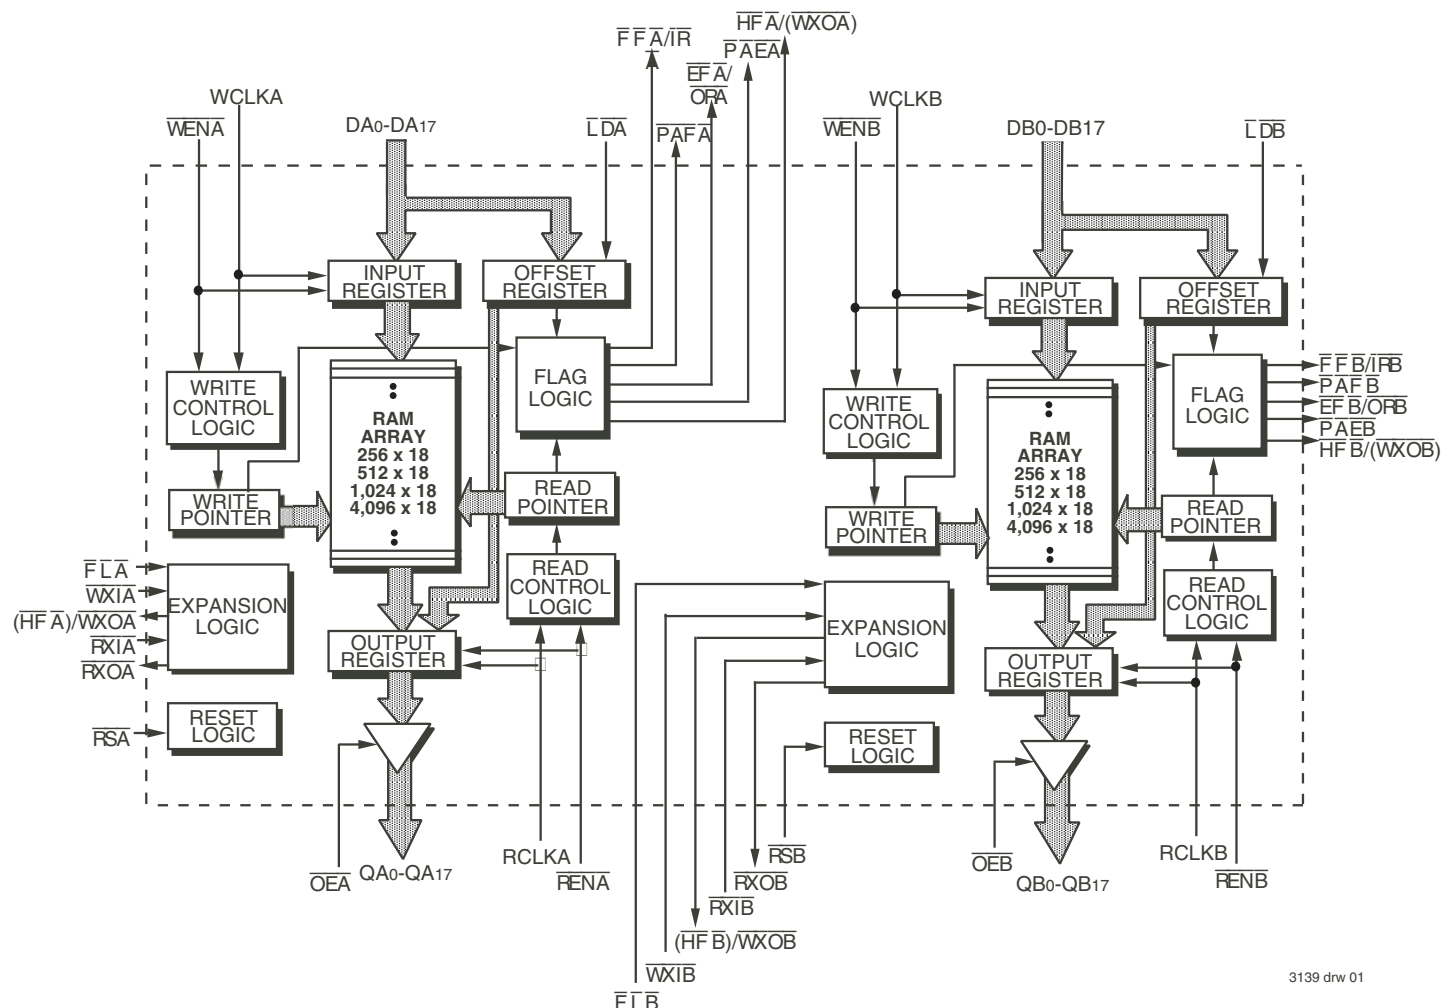 HFA/(WXOA)
FFA/IR
PAEA
EFA/
ORA
WCLKA
WENA
DA0-DA17
LDA
PAFA
WCLKB
WENB
DB0-DB17
LDB
INPUT
REGISTER
OFFSET
REGISTER
WRITE
CONTROL
LOGIC
FLAG
LOGIC
RAM
ARRAY
256 x 18
512 x 18
1,024 x 18
4,096 x 18
WRITE
POINTER
READ
POINTER
READ
CONTROL
LOGIC
FLA
WXIA
(HFA)/WXOA
RXIA
RXOA
EXPANSION
LOGIC
OUTPUT
REGISTER
RSA
RESET
LOGIC
OEA
QA0-QA17
RCLKA
RENA
INPUT
REGISTER
OFFSET
REGISTER
WRITE
CONTROL
LOGIC
FLAG
LOGIC
FFB/IRB
PAFB
EFB/ORB
PAEB
HFB/(WXOB)
RAM
ARRAY
256 x 18
512 x 18
1,024 x 18
4,096 x 18
WRITE
POINTER
READ
POINTER
READ
CONTROL
LOGIC
EXPANSION
LOGIC
OUTPUT
REGISTER
RESET
LOGIC
RSB
OEB
QB0-QB17
RCLKB
RENB
RXOB
RXIB
(HFB)/WXOB
WXIB
FLB
3139 drw 01